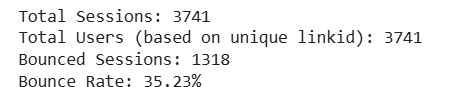 Total Sessions: 3741
Total Users (based on unique linkid): 3741
Bounced Sessions: 1318
Bounce Rate: 35.23%